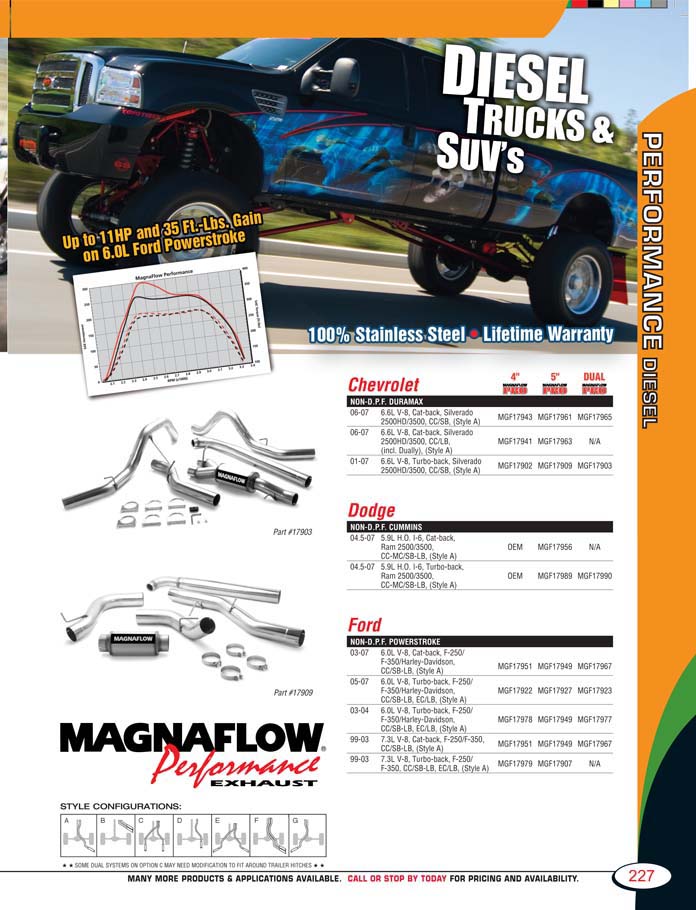 DIESEL
TRUCKS &
SUV'S
PERFORMANCE DIESEL
Up to 11HP and 35 Ft.-Lbs. Gain
on 6.0L Ford Powerstroke
MagnaFlow Performance
RPM (x1000)
100% Stainless Steel • Lifetime Warranty
Chevrolet
4" 5" DUAL
MAGNAFLOW MAGNAFLOW MAGNAFLOW
PRO PRO PRO
NON-D.P.F. DURAMAX
06-07 6.6L V-8, Cat-back, Silverado
2500HD/3500, CC/SB, (Style A) MGF17943 MGF17961 MGF17965
06-07 6.6L V-8, Cat-back, Silverado
2500HD/3500, CC/LB, MGF17941 MGF17963 N/A
(incl. Dually), (Style A)
01-07 6.6L V-8, Turbo-back, Silverado
2500HD/3500, CC/SB, (Style A) MGF17902 MGF17909 MGF17903
MAGNAFLOW
Part #17903
Dodge
NON-D.P.F. CUMMINS
04.5-07 5.9L H.O. I-6, Cat-back,
Ram 2500/3500, OEM MGF17956 N/A
CC-MC/SB-LB, (Style A)
04.5-07 5.9L H.O. I-6, Turbo-back,
Ram 2500/3500, OEM MGF17989 MGF17990
CC-MC/SB-LB, (Style A)
Ford
NON-D.P.F. POWERSTROKE
03-07 6.0L V-8, Cat-back, F-250/
F-350/Harley-Davidson,
CC/SB-LB, (Style A) MGF17951 MGF17949 MGF17967
05-07 6.0L V-8, Turbo-back, F-250/
F-350/Harley-Davidson, MGF17922 MGF17927 MGF17923
CC/SB-LB, EC/LB, (Style A)
03-04 6.0L V-8, Turbo-back, F-250/
F-350/Harley-Davidson, MGF17978 MGF17949 MGF17977
CC/SB-LB, EC/LB, (Style A)
99-03 7.3L V-8, Cat-back, F-250/F-350,
CC/SB-LB, (Style A) MGF17951 MGF17949 MGF17967
99-03 7.3L V-8, Turbo-back, F-250/
F-350, CC/SB-LB, EC/LB, (Style A) MGF17979 MGF17907 N/A
MAGNAFLOW
Part #17909
MAGNAFLOW®
Performance
EXHAUST
STYLE CONFIGURATIONS:
A B C D E F G
★ ★ SOME DUAL SYSTEMS ON OPTION C MAY NEED MODIFICATION TO FIT AROUND TRAILER HITCHES ★ ★
MANY MORE PRODUCTS & APPLICATIONS AVAILABLE. CALL OR STOP BY TODAY FOR PRICING AND AVAILABILITY.
227